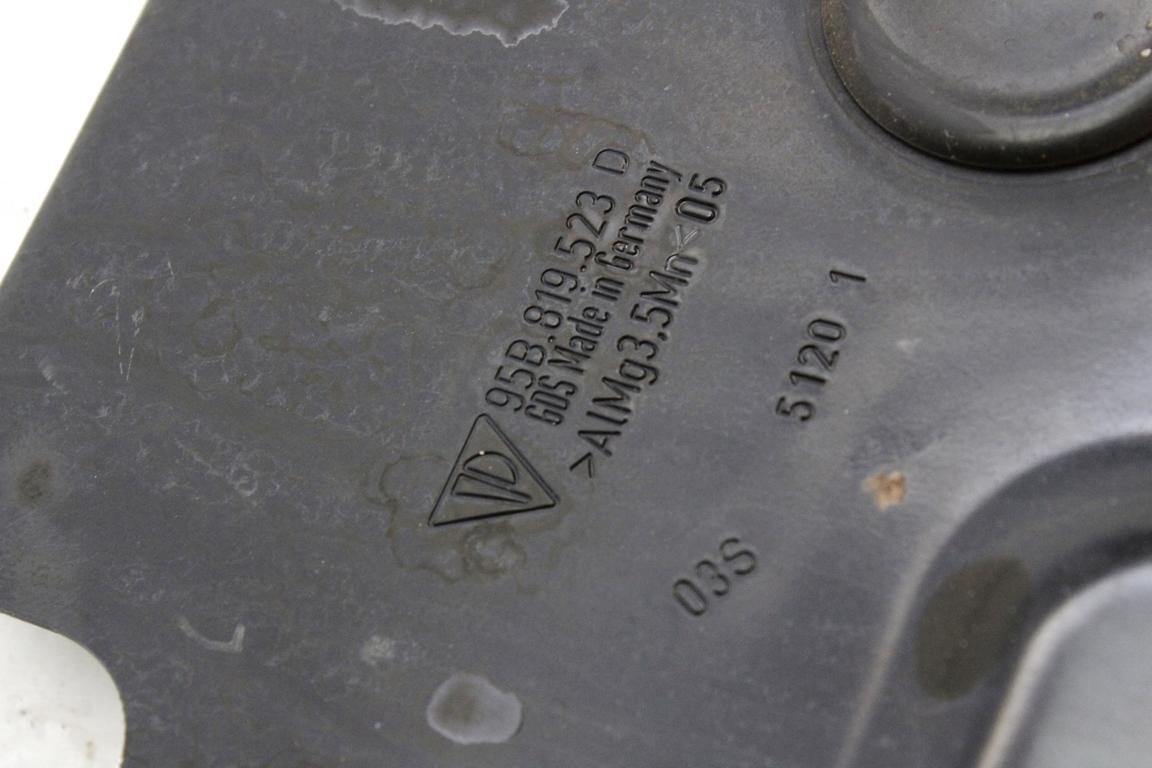 95B.819.523 D
GDS Made in Germany
>AlMg3,5Mn< 05
5120 1
03S